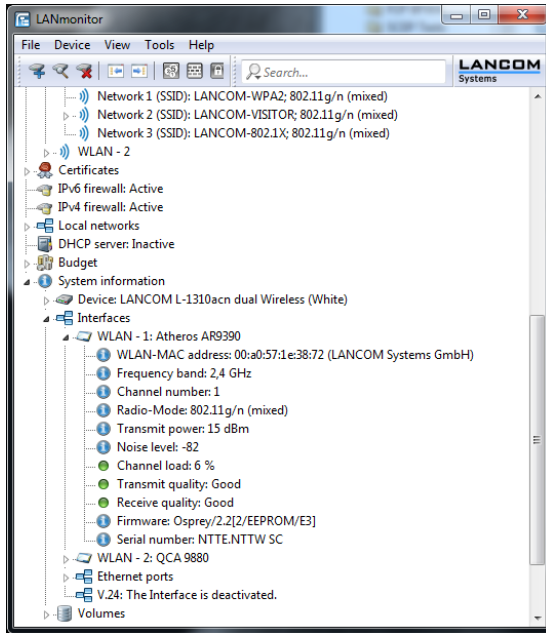 LANmonitor
File Device View Tools Help
Search...
LANCOM
Systems
Network 1 (SSID): LANCOM-WPA2; 802.11g/n (mixed)
Network 2 (SSID): LANCOM-VISITOR; 802.11g/n (mixed)
Network 3 (SSID): LANCOM-802.1X; 802.11g/n (mixed)
WLAN - 2
Certificates
IPv6 firewall: Active
IPv4 firewall: Active
Local networks
DHCP server: Inactive
Budget
System information
Device: LANCOM L-1310acn dual Wireless (White)
Interfaces
WLAN - 1: Atheros AR9390
WLAN-MAC address: 00:a0:57:1e:38:72 (LANCOM Systems GmbH)
Frequency band: 2,4 GHz
Channel number: 1
Radio-Mode: 802.11g/n (mixed)
Transmit power: 15 dBm
Noise level: -82
Channel load: 6 %
Transmit quality: Good
Receive quality: Good
Firmware: Osprey/2.2[2/EEPROM/E3]
Serial number: NTTE.NTTW SC
WLAN - 2: QCA 9880
Ethernet ports
V.24: The Interface is deactivated.
Volumes